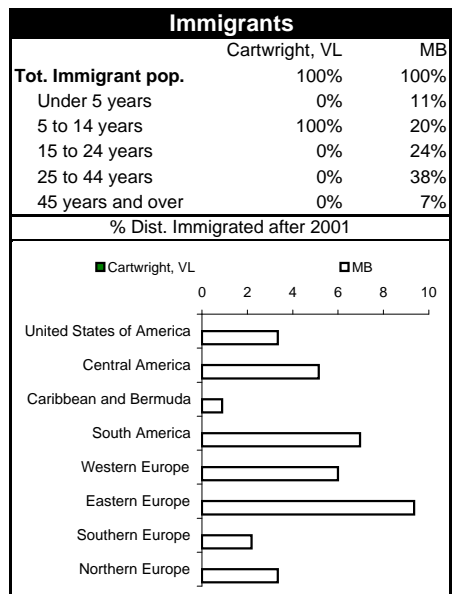 Immigrants
Cartwright, VL MB
Tot. Immigrant pop. 100% 100%
Under 5 years 0% 11%
5 to 14 years 100% 20%
15 to 24 years 0% 24%
25 to 44 years 0% 38%
45 years and over 0% 7%
% Dist. Immigrated after 2001
Cartwright, VL MB
0 2 4 6 8 10
United States of America
Central America
Caribbean and Bermuda
South America
Western Europe
Eastern Europe
Southern Europe
Northern Europe